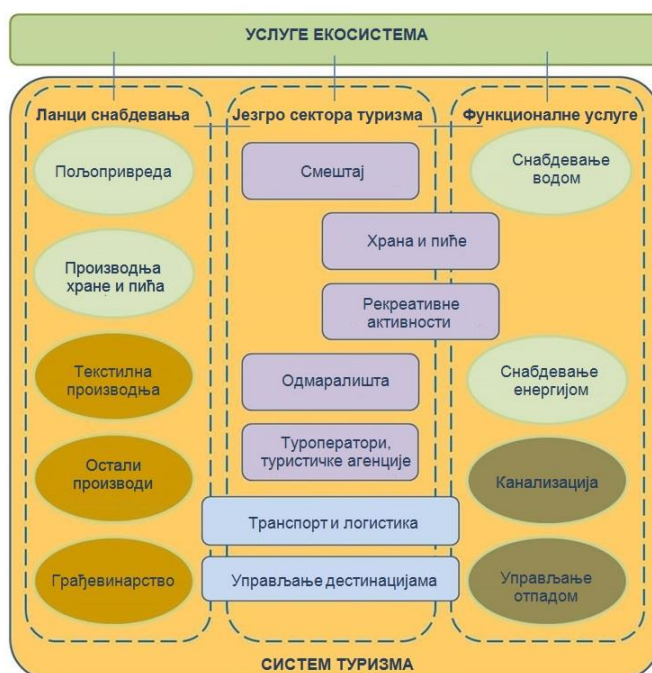 УСЛУГЕ ЕКОСИСТЕМА
Ланци снабдевања
Језгро сектора туризма
Функционалне услуге
Пољопривреда
Смештај
Снабдевање
водом
Храна и пиће
Производња
хране и пића
Рекреативне
активности
Текстилна
производња
Одмаралишта
Снабдевање
енергијом
Туроператори,
туристичке агенције
Остали
производи
Канализација
Транспорт и логистика
Грађевинарство
Управљање дестинацијама
Управљање
отпадом
СИСТЕМ ТУРИЗМА